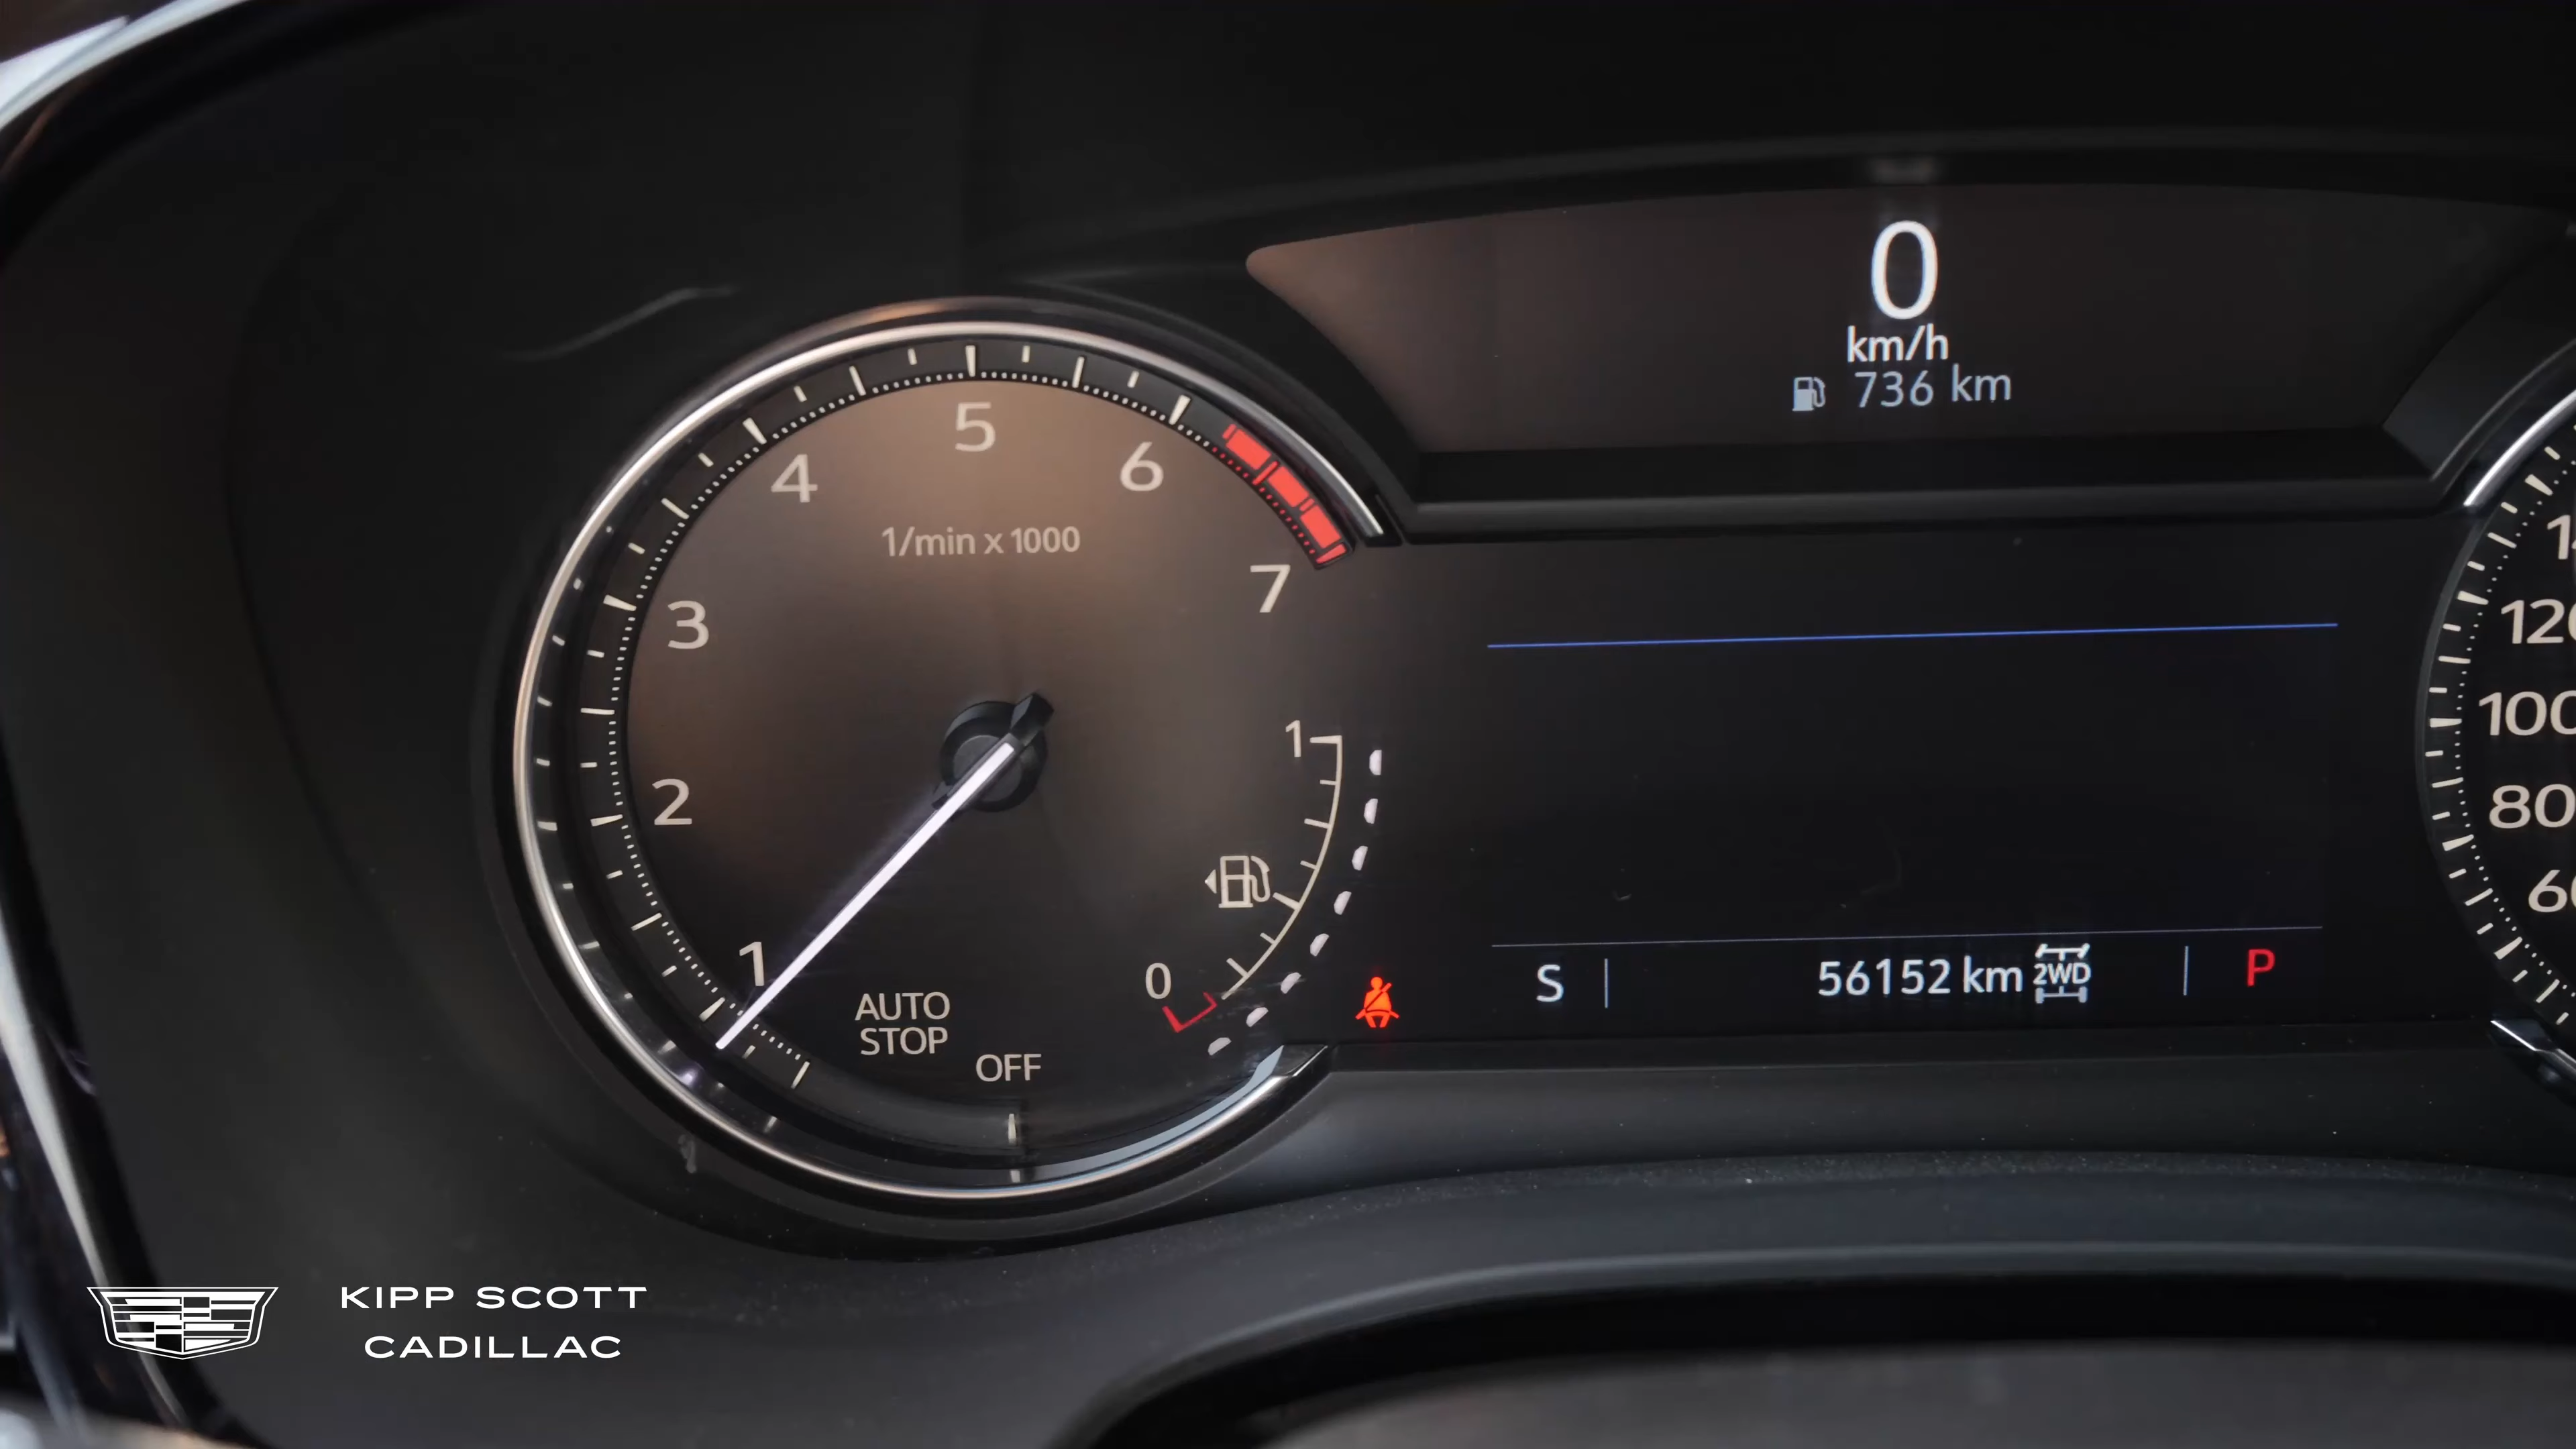 0
km/h
736 km
5
4
6
1/min x 1000
7
3
2
1
1
0
AUTO
STOP
OFF
120
100
80
S
56152 km
2WD
P
KIPP SCOTT
CADILLAC